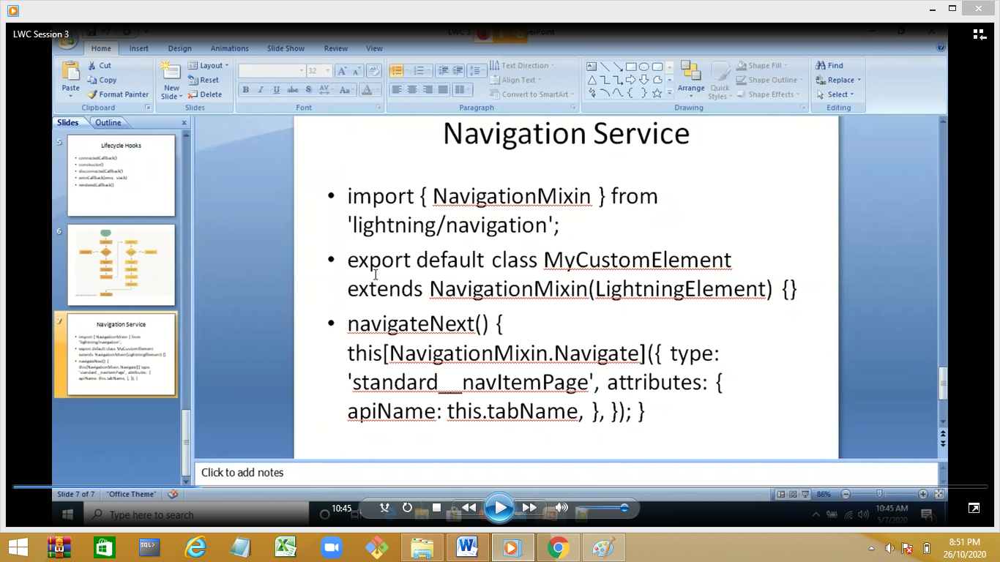 LWC Session 3
Home Insert Design Animations Slide Show Review View
Paste
Cut
Copy
Format Painter
Clipboard
New
Slide
Layout
Reset
Delete
Slides
32
Font
Paragraph
Text Direction
Align Text
Convert to SmartArt
Arrange
Quick
Styles
Shape Fill
Shape Outline
Shape Effects
Drawing
Find
Replace
Select
Editing
Slides Outline
5
Lifecycle Hooks
• connectedCallback()
• constructor()
• disconnectedCallback()
• errorCallback(error, stack)
• renderedCallback()
6
7
Navigation Service
• import { NavigationMixin } from
'lightning/navigation';
• export default class MyCustomElement
extends NavigationMixin(LightningElement) {}
• navigateNext() {
this[NavigationMixin.Navigate]({ type:
'standard__navItemPage', attributes: {
apiName: this.tabName, }, }); }
Navigation Service
• import { NavigationMixin } from
'lightning/navigation';
• export default class MyCustomElement
extends NavigationMixin(LightningElement) {}
• navigateNext() {
this[NavigationMixin.Navigate]({ type:
'standard__navItemPage', attributes: {
apiName: this.tabName, }, }); }
Click to add notes
Slide 7 of 7 "Office Theme" 86%
Type here to search
10:45
10:45 AM
5/7/2020
SQL>
8:51 PM
26/10/2020